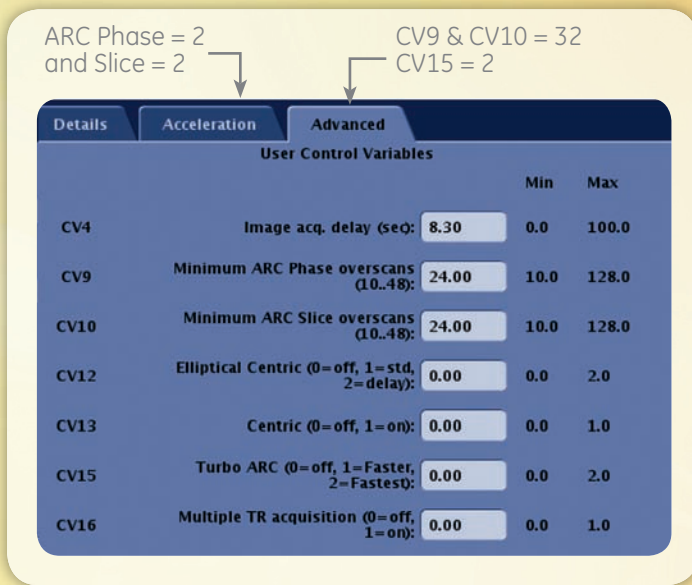 ARC Phase = 2
and Slice = 2
CV9 & CV10 = 32
CV15 = 2
Details Acceleration Advanced
User Control Variables
Min Max
CV4 Image acq. delay (sec): 8.30 0.0 100.0
CV9 Minimum ARC Phase overscans
(10..48): 24.00 10.0 128.0
CV10 Minimum ARC Slice overscans
(10..48): 24.00 10.0 128.0
CV12 Elliptical Centric (0=off, 1=std,
2=delay): 0.00 0.0 2.0
CV13 Centric (0=off, 1=on): 0.00 0.0 1.0
CV15 Turbo ARC (0=off, 1=Faster,
2=Fastest): 0.00 0.0 2.0
CV16 Multiple TR acquisition (0=off,
1=on): 0.00 0.0 1.0